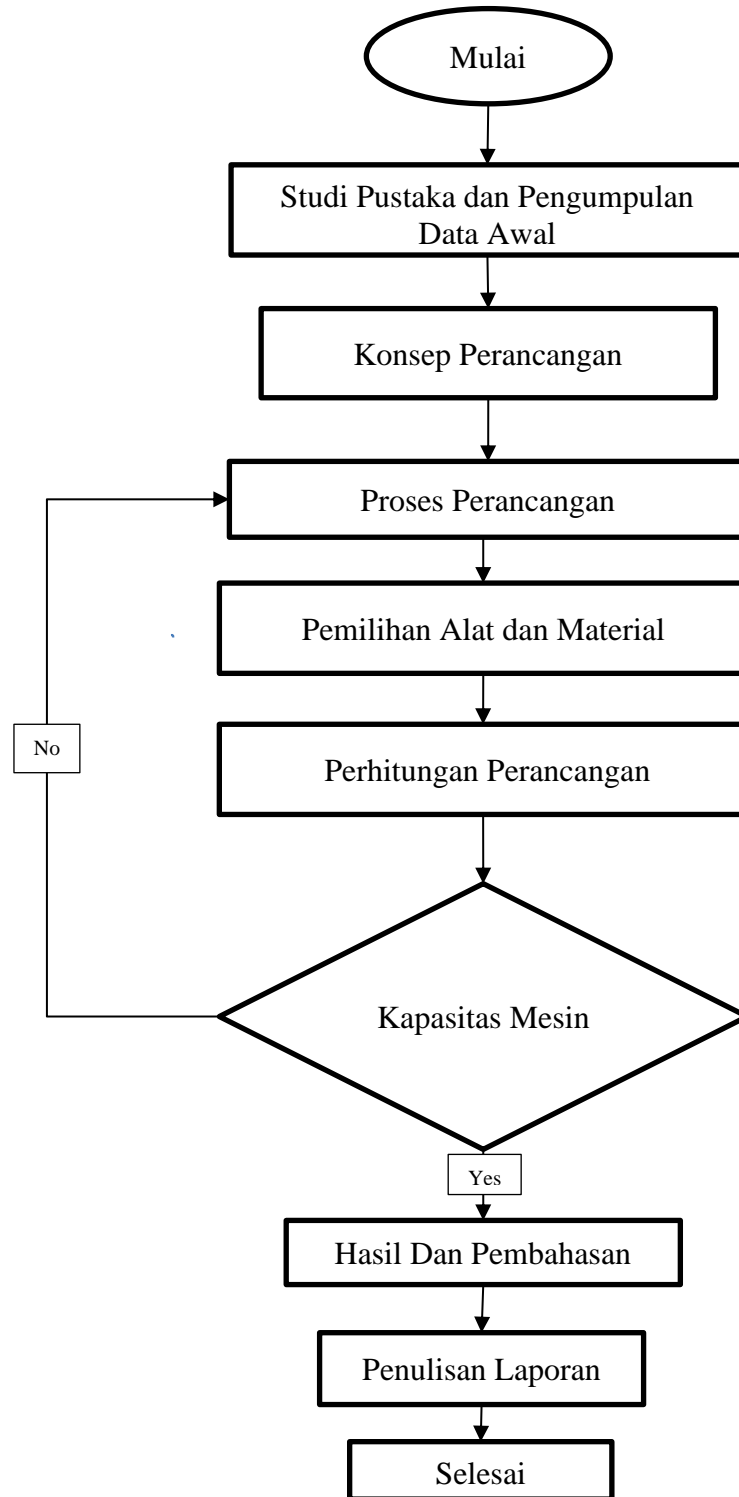 Mulai
Studi Pustaka dan Pengumpulan
Data Awal
Konsep Perancangan
Proses Perancangan
Pemilihan Alat dan Material
No
Perhitungan Perancangan
Kapasitas Mesin
Yes
Hasil Dan Pembahasan
Penulisan Laporan
Selesai